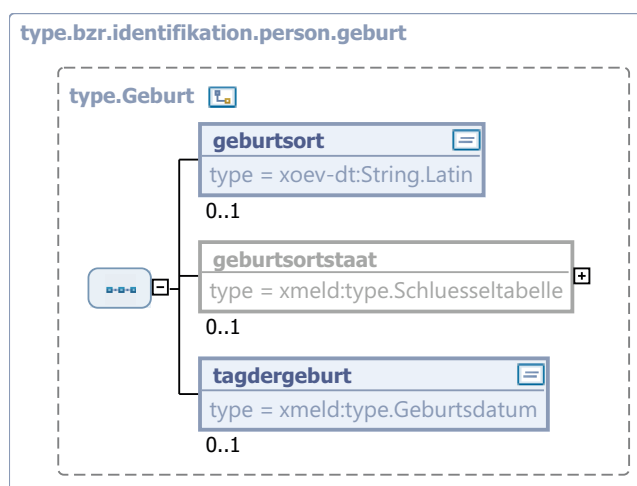 type.bzr.identifikation.person.geburt
type.Geburt
geburtsort
type = xoev-dt:String.Latin
0..1
geburtsortstaat
type = xmeld:type.Schluesseltabelle
0..1
tagdergeburt
type = xmeld:type.Geburtsdatum
0..1